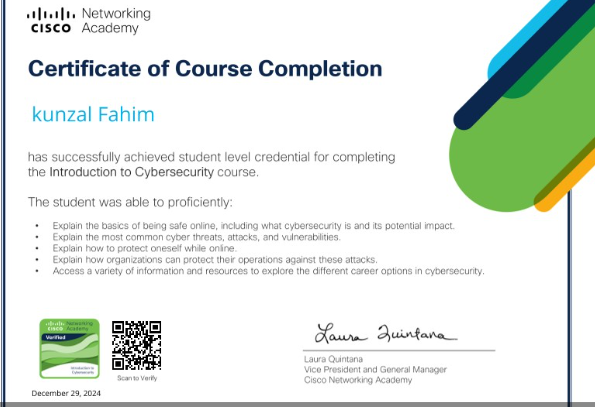 Networking
CISCO Academy
Certificate of Course Completion
kunzal Fahim
has successfully achieved student level credential for completing
the Introduction to Cybersecurity course.
The student was able to proficiently:
• Explain the basics of being safe online, including what cybersecurity is and its potential impact.
• Explain the most common cyber threats, attacks, and vulnerabilities.
• Explain how to protect oneself while online.
• Explain how organizations can protect their operations against these attacks.
• Access a variety of information and resources to explore the different career options in cybersecurity.
CISCO Networking Academy
Verified
Introduction to
Cybersecurity
Scan to Verify
Laura Quintana
Laura Quintana
Vice President and General Manager
Cisco Networking Academy
December 29, 2024